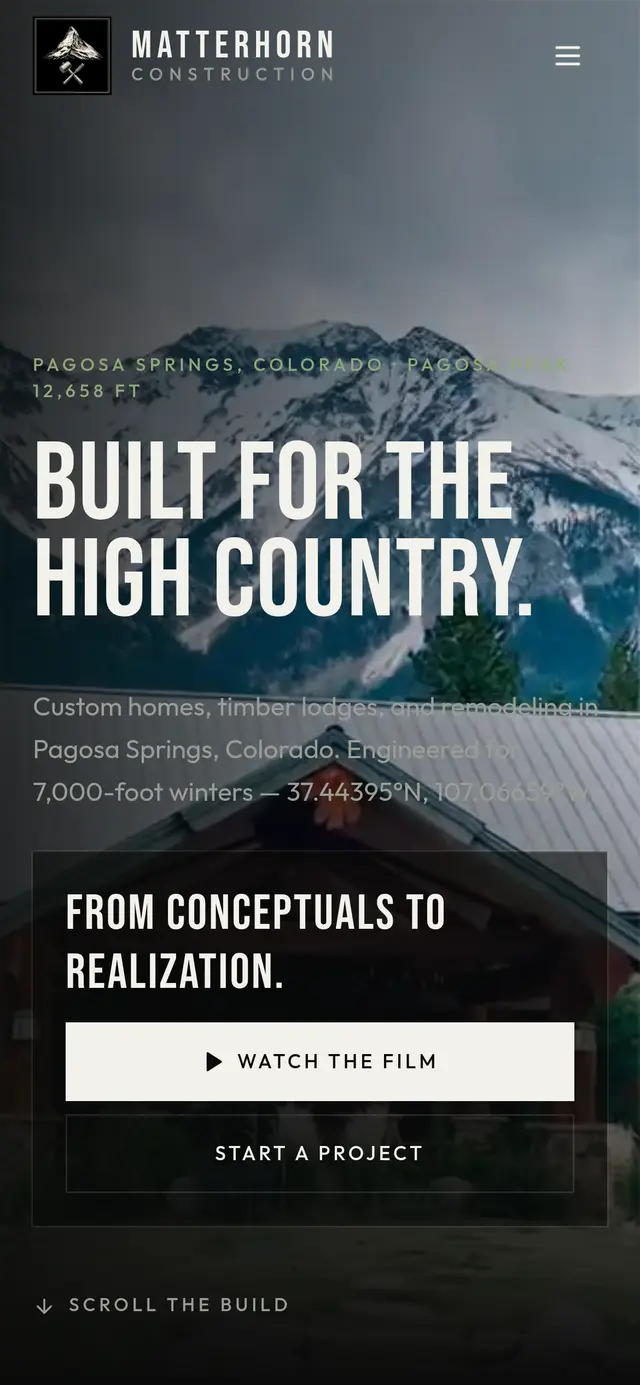 MATTERHORN
CONSTRUCTION
PAGOSA SPRINGS, COLORADO · PAGOSA PEAK
12,658 FT
BUILT FOR THE
HIGH COUNTRY.
Custom homes, timber lodges, and remodeling in
Pagosa Springs, Colorado. Engineered for
7,000-foot winters — 37.44395°N, 107.06659°W.
FROM CONCEPTUALS TO
REALIZATION.
WATCH THE FILM
START A PROJECT
SCROLL THE BUILD